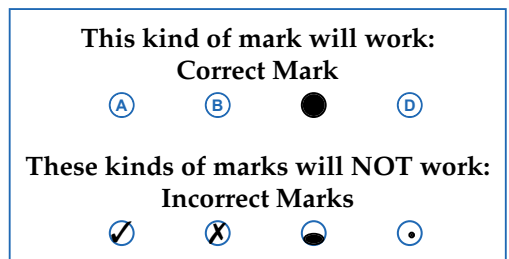 This kind of mark will work:
Correct Mark
A B D
These kinds of marks will NOT work:
Incorrect Marks